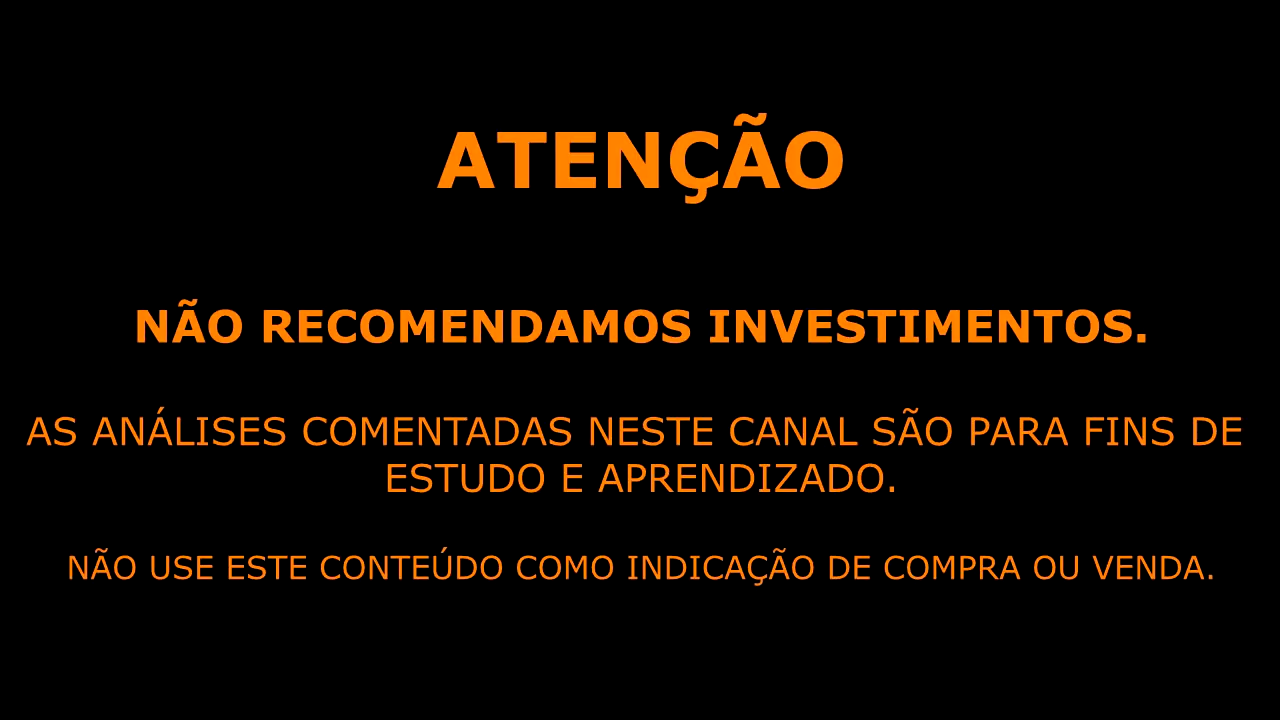 ATENÇÃO
NÃO RECOMENDAMOS INVESTIMENTOS.
AS ANÁLISES COMENTADAS NESTE CANAL SÃO PARA FINS DE
ESTUDO E APRENDIZADO.
NÃO USE ESTE CONTEÚDO COMO INDICAÇÃO DE COMPRA OU VENDA.